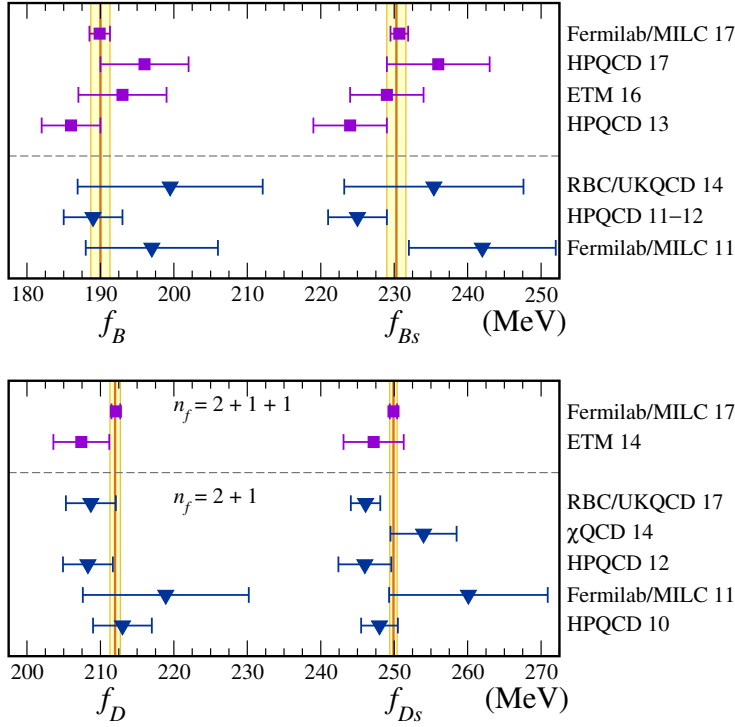 Fermilab/MILC 17
HPQCD 17
ETM 16
HPQCD 13
RBC/UKQCD 14
HPQCD 11−12
Fermilab/MILC 11
180 190 200 210 220 230 240 250
f_B f_Bs (MeV)
n_f = 2 + 1 + 1
Fermilab/MILC 17
ETM 14
n_f = 2 + 1
RBC/UKQCD 17
χQCD 14
HPQCD 12
Fermilab/MILC 11
HPQCD 10
200 210 220 230 240 250 260 270
f_D f_Ds (MeV)